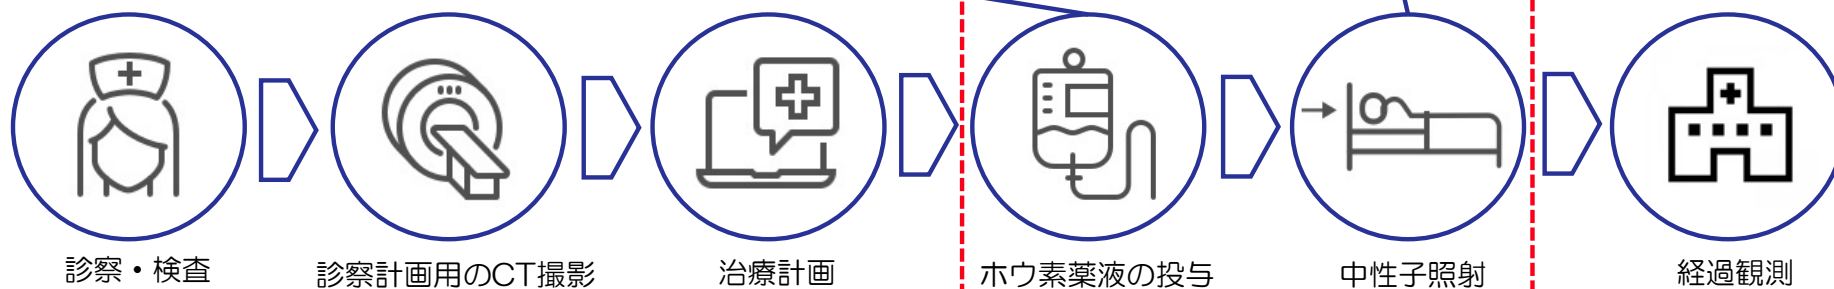 診察・検査
診察計画用のCT撮影
治療計画
ホウ素薬液の投与
中性子照射
経過観測